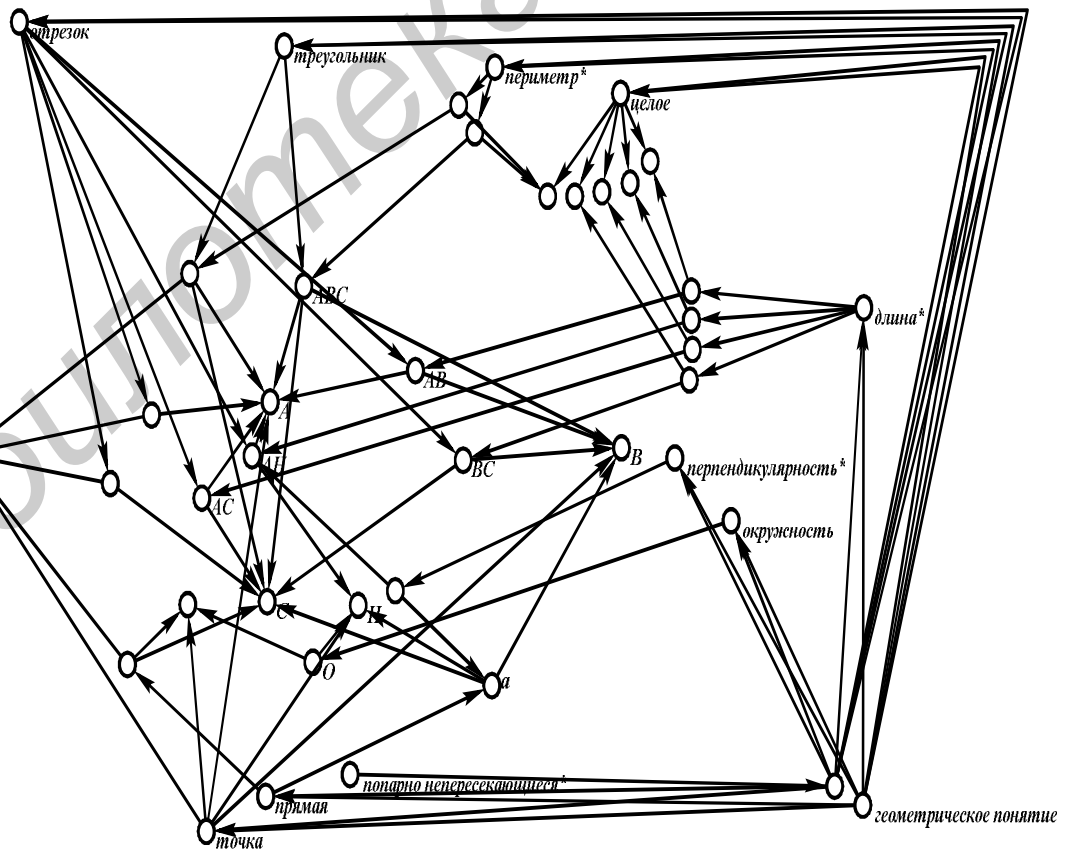 отрезок
треугольник
периметр*
целое
ABC
длина*
AB
A
B
AH
BC
перпендикулярность*
AC
окружность
C
H
O
a
попарно непересекающиеся*
прямая
геометрическое понятие
точка